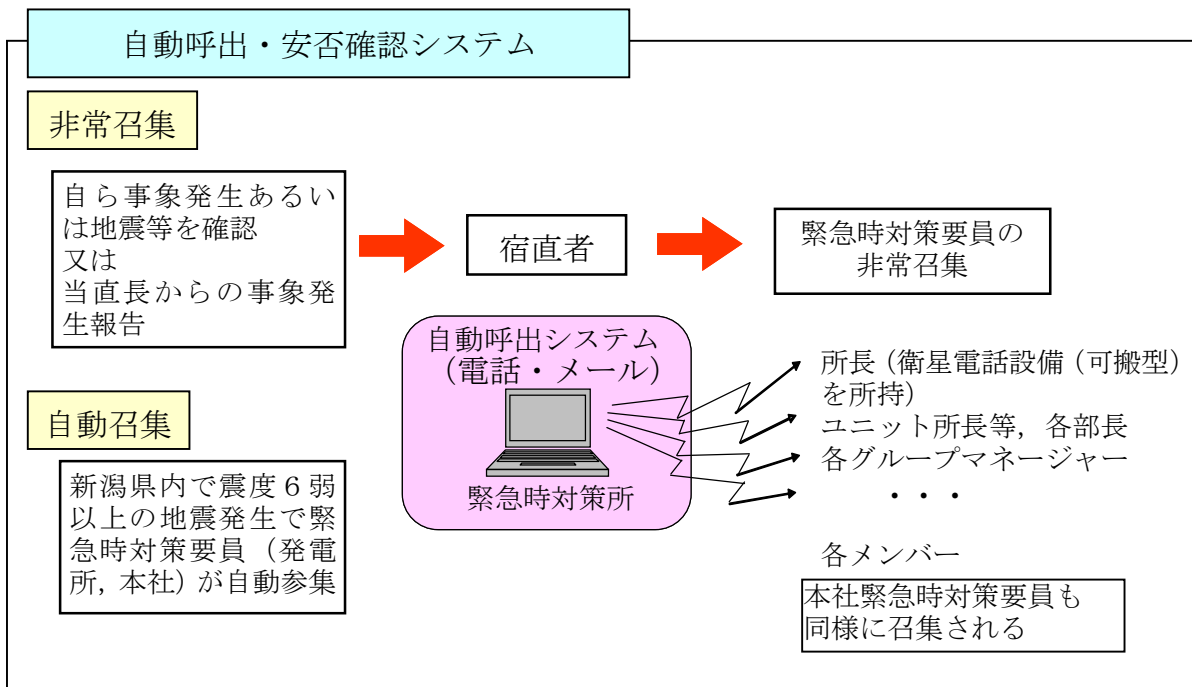 自動呼出・安否確認システム
非常召集
自ら事象発生あるい
は地震等を確認
又は
当直長からの事象発
生報告
宿直者
緊急時対策要員の
非常召集
自動呼出システム
（電話・メール）
緊急時対策所
所長（衛星電話設備（可搬型）
を所持）
ユニット所長等，各部長
各グループマネージャー
・・・
各メンバー
本社緊急時対策要員も
同様に召集される
自動召集
新潟県内で震度６弱
以上の地震発生で緊
急時対策要員（発電
所，本社）が自動参集